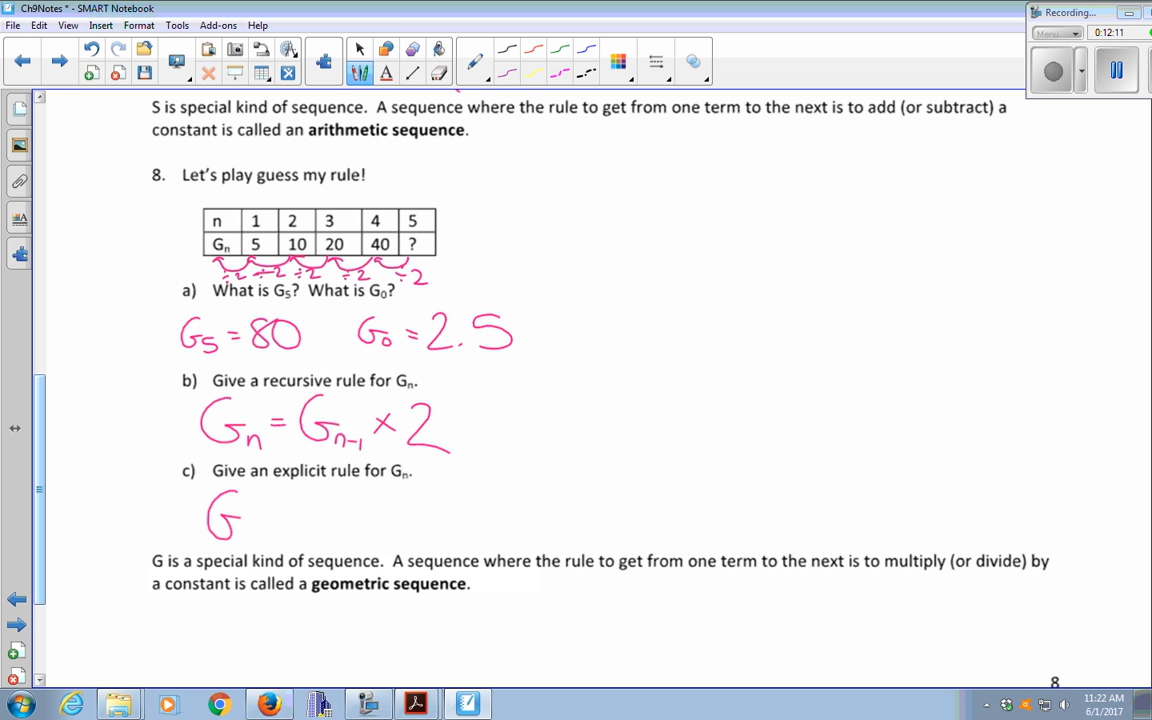 Ch9Notes * - SMART Notebook
File Edit View Insert Format Tools Add-ons Help
Recording...
Menu
0:12:11
S is special kind of sequence. A sequence where the rule to get from one term to the next is to add (or subtract) a
constant is called an arithmetic sequence.
8. Let's play guess my rule!
n 1 2 3 4 5
Gn 5 10 20 40 ?
÷2 ÷2 ÷2 ÷2 ÷2
a) What is G5? What is G0?
G5 = 80 G0 = 2.5
b) Give a recursive rule for Gn.
Gn = Gn-1 × 2
c) Give an explicit rule for Gn.
G
G is a special kind of sequence. A sequence where the rule to get from one term to the next is to multiply (or divide) by
a constant is called a geometric sequence.
8
11:22 AM
6/1/2017